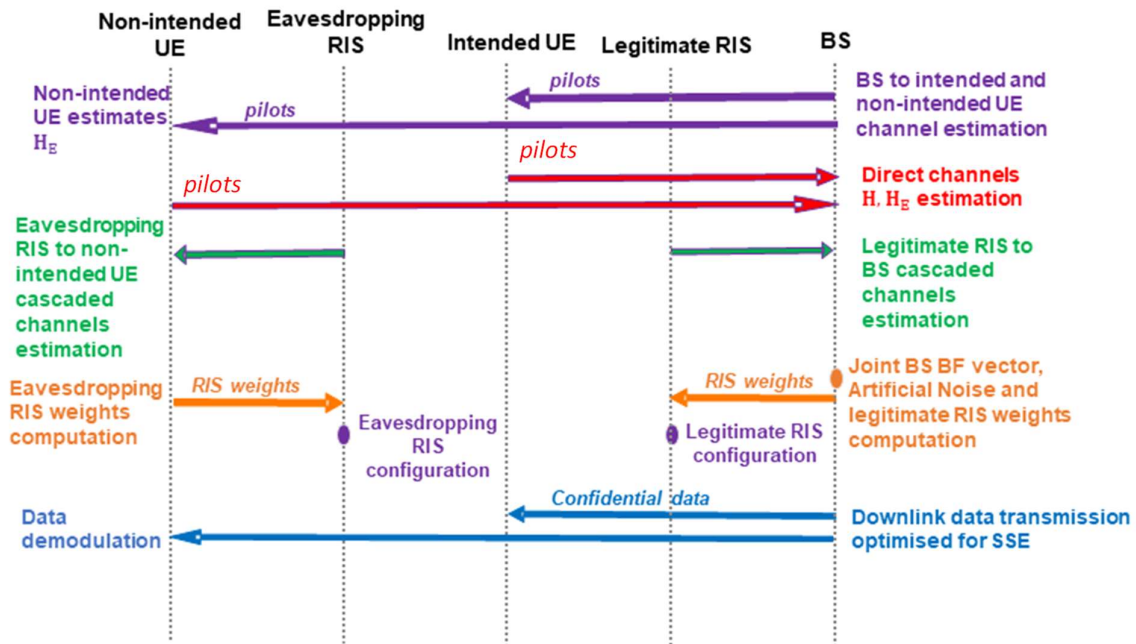 Non-intended
UE
Eavesdropping
RIS
Intended UE
Legitimate RIS
BS
Non-intended
UE estimates
H_E
pilots
pilots
BS to intended and
non-intended UE
channel estimation
pilots
pilots
Direct channels
H, H_E estimation
Eavesdropping
RIS to non-
intended UE
cascaded
channels
estimation
Legitimate RIS to
BS cascaded
channels
estimation
Eavesdropping
RIS weights
computation
RIS weights
RIS weights
Joint BS BF vector,
Artificial Noise and
legitimate RIS weights
computation
Eavesdropping
RIS
configuration
Legitimate RIS
configuration
Data
demodulation
Confidential data
Downlink data transmission
optimised for SSE